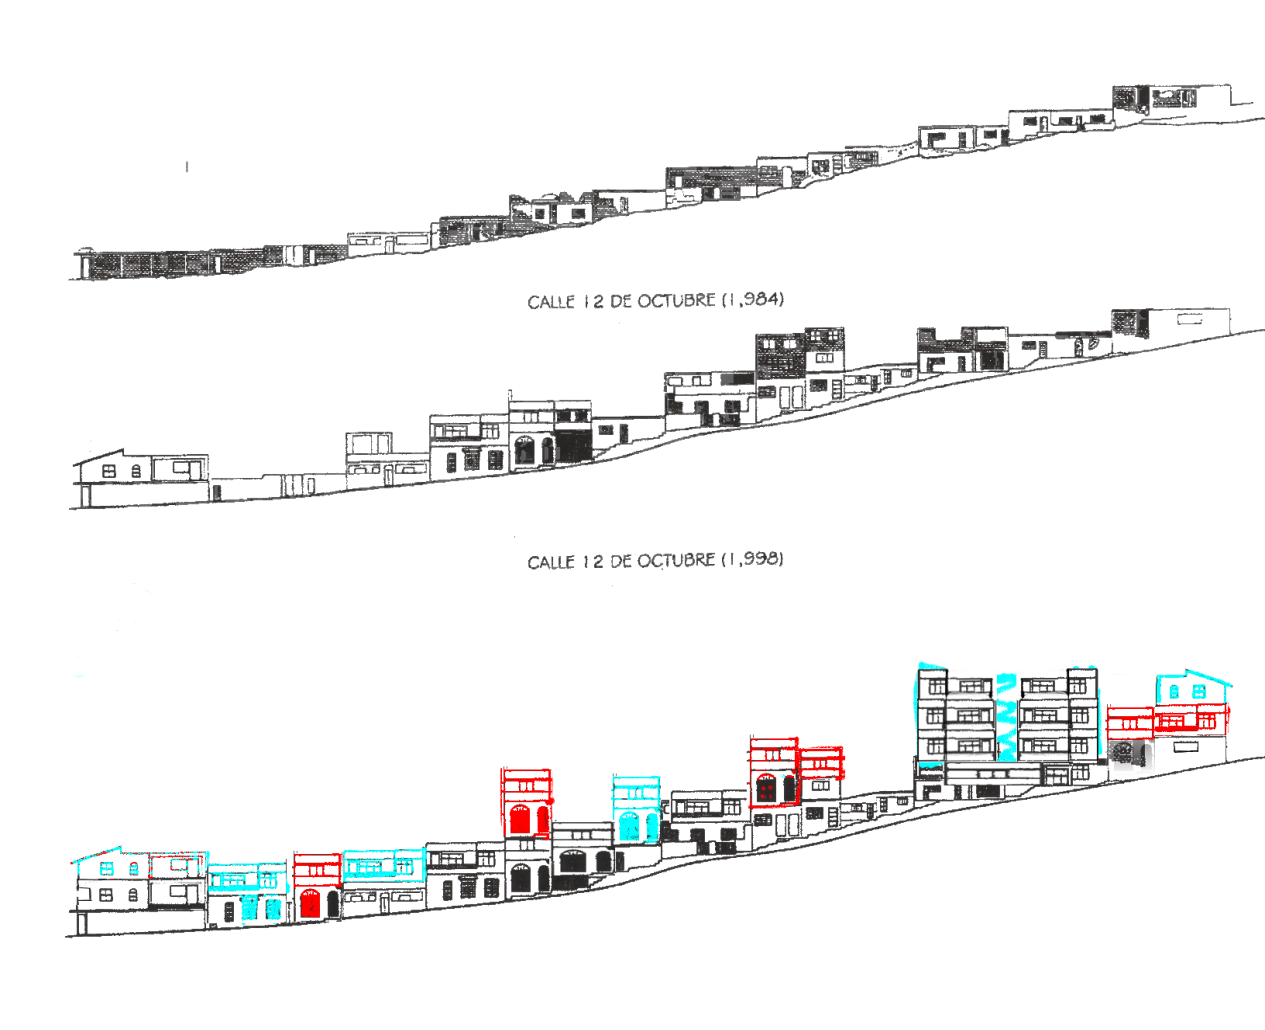 CALLE 12 DE OCTUBRE (1,984)
CALLE 12 DE OCTUBRE (1,998)